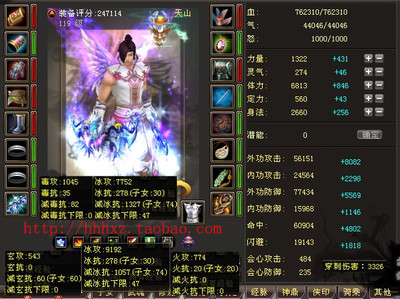 装备评分:247114
天山
119 级
血: 762310/762310
气: 44046/44046
怒: 1000/1000
力量 1322 +431
灵气 274 +46
体力 6813 +846
定力 560 +43
身法 2660 +256
潜能 0 确定
外功攻击: 56151 +8082
内功攻击: 24564 +2298
外功防御: 77434 +5569
内功防御: 15968 +1146
命中: 60904 +4802
闪避: 19183 +1818
会心攻击: 484
会心防御: 235
穿刺伤害: 3326
毒攻:1045
毒抗:35
减毒抗:82
减毒抗下限:0
冰攻:7752
冰抗:278(子女:30)
减冰抗:1327(子女:74)
减冰抗下限:47
http://hhhxz.taobao.com
玄攻:543
玄抗:0
减玄抗:60(子女:60)
减玄抗下限:0
冰攻:9192
冰抗:278(子女:30)
减冰抗:1057(子女:74)
减冰抗下限:47
火攻:774
火抗:20(子女:20)
减火抗:0
减火抗下限:0
经脉
神鼎
侠印
骑乘
其他